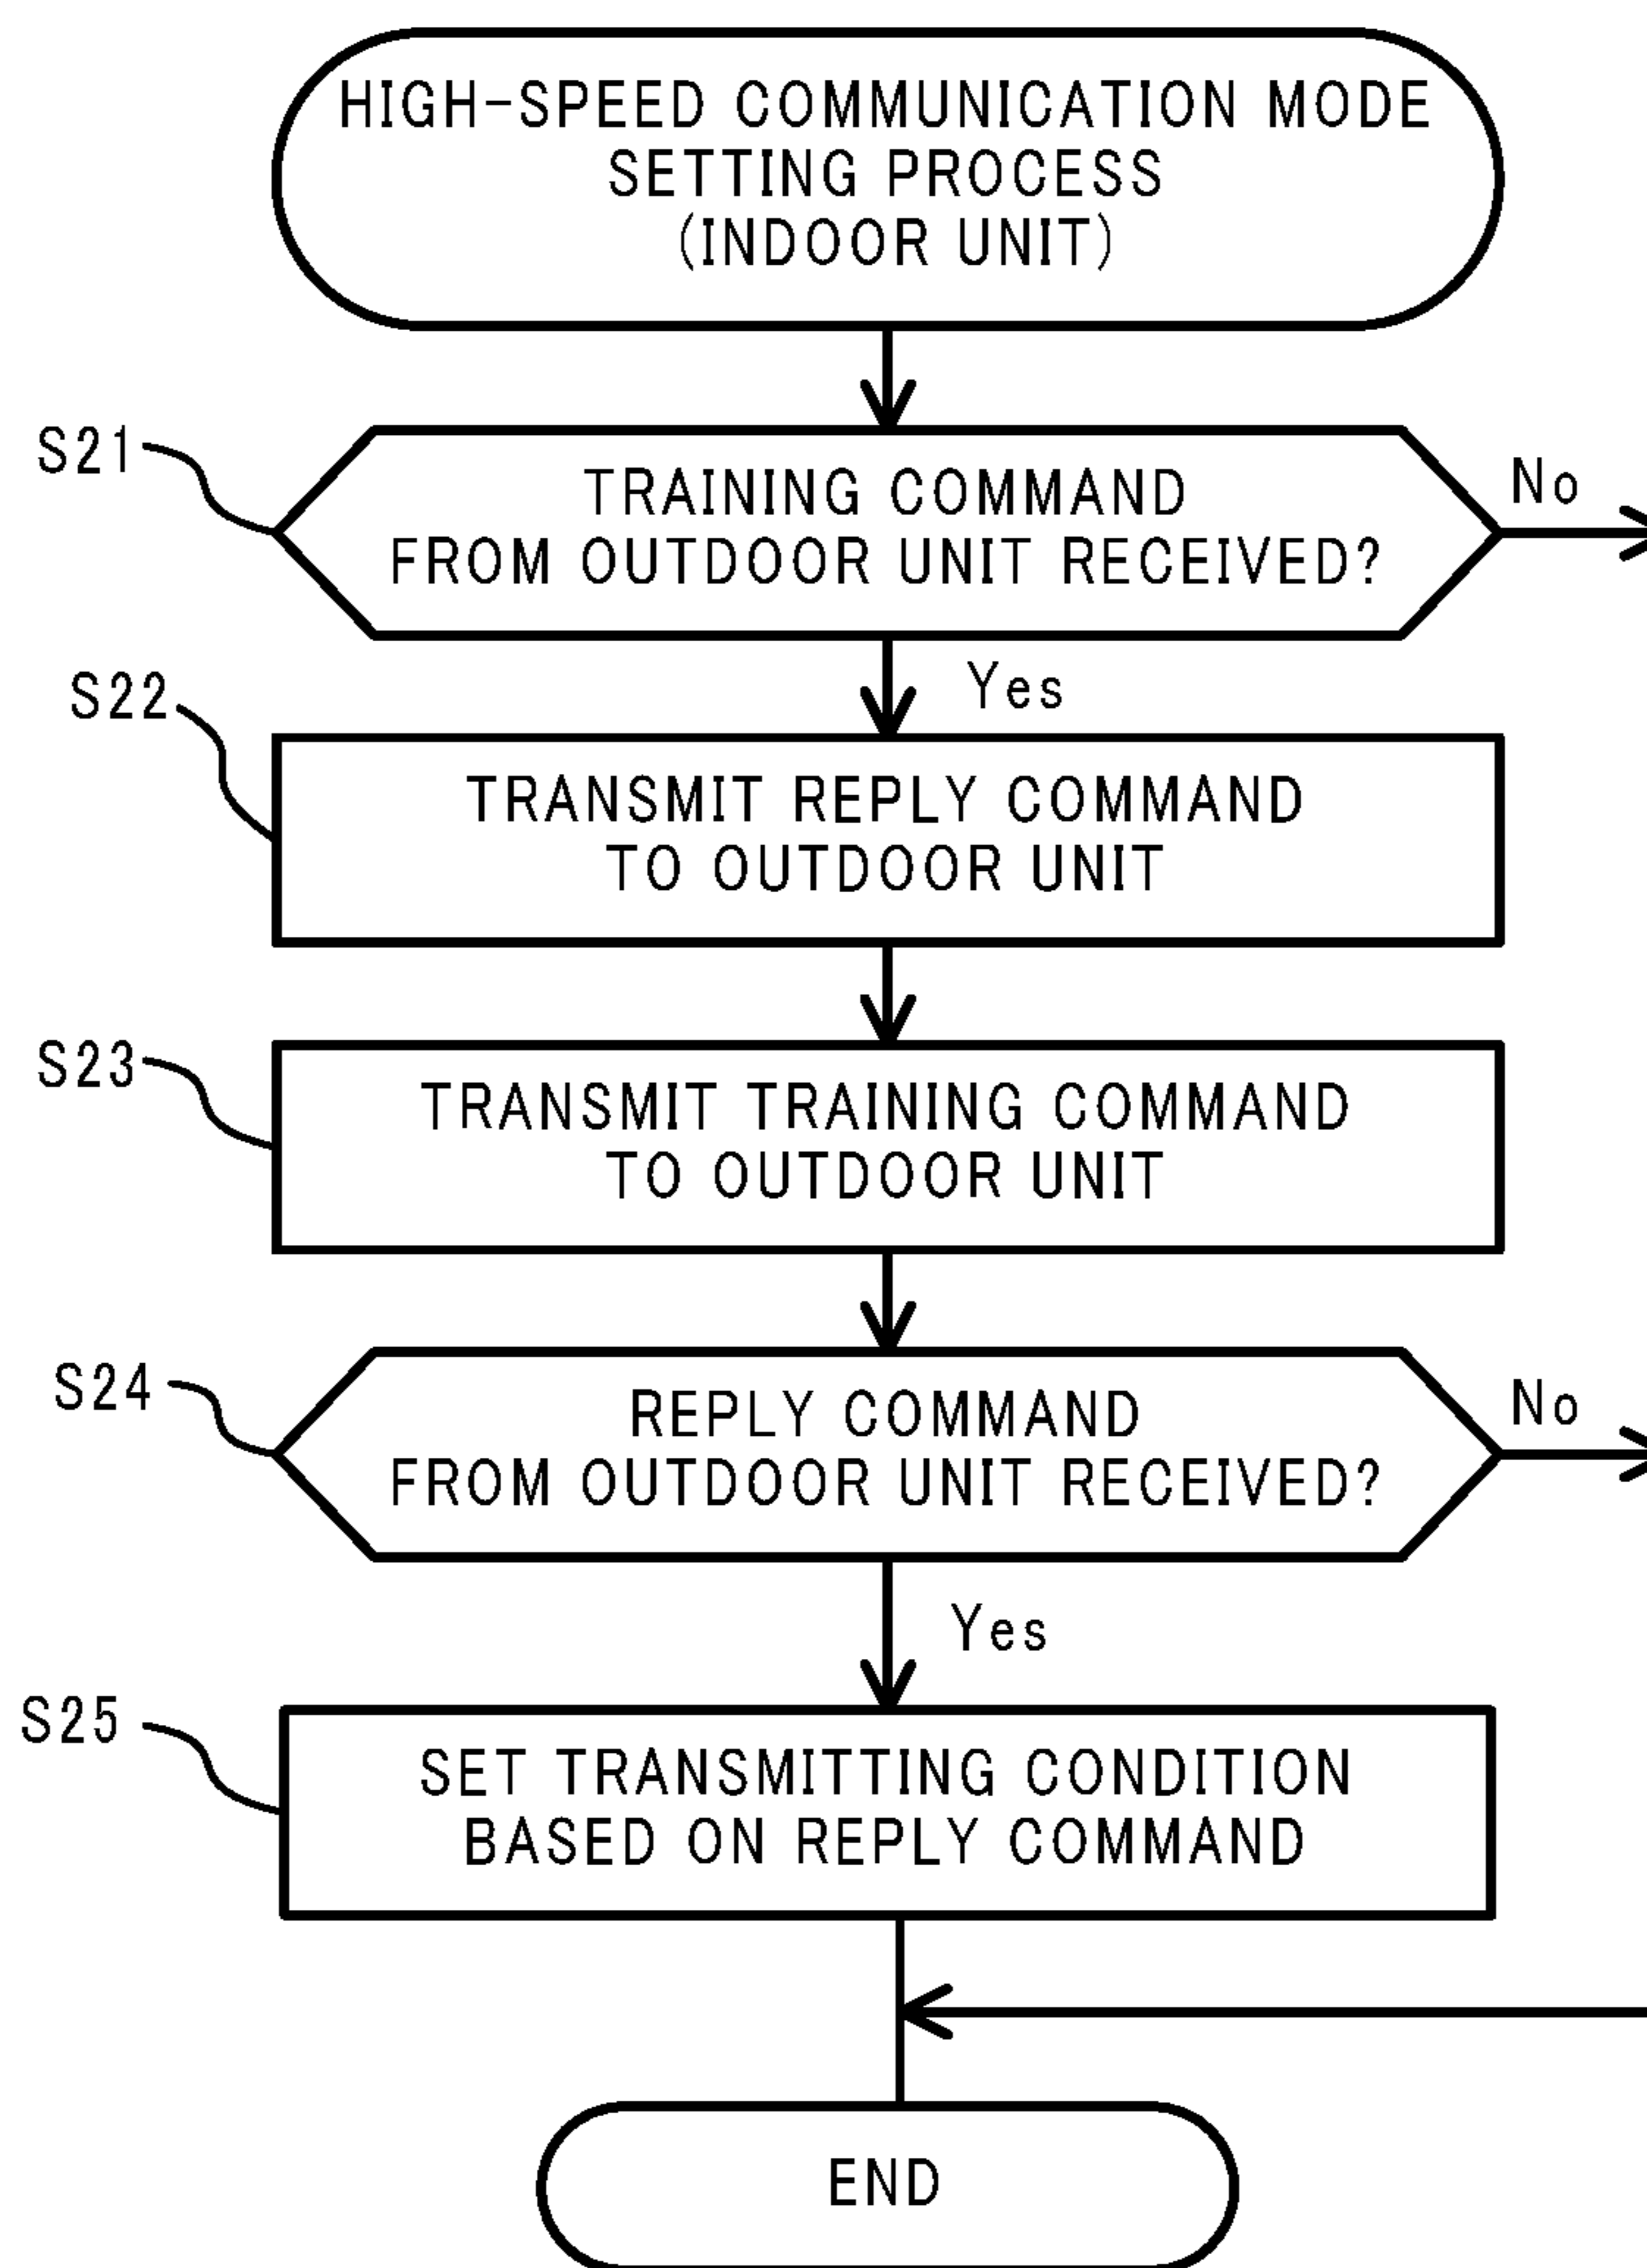 HIGH-SPEED COMMUNICATION MODE
SETTING PROCESS
(INDOOR UNIT)
S21
TRAINING COMMAND
FROM OUTDOOR UNIT RECEIVED?
No
Yes
S22
TRANSMIT REPLY COMMAND
TO OUTDOOR UNIT
S23
TRANSMIT TRAINING COMMAND
TO OUTDOOR UNIT
S24
REPLY COMMAND
FROM OUTDOOR UNIT RECEIVED?
No
Yes
S25
SET TRANSMITTING CONDITION
BASED ON REPLY COMMAND
END